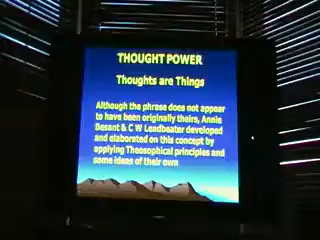 THOUGHT POWER
Thoughts are Things
Although the phrase does not appear
to have been originally theirs, Annie
Besant & C W Leadbeater developed
and elaborated on this concept by
applying Theosophical principles and
some ideas of their own